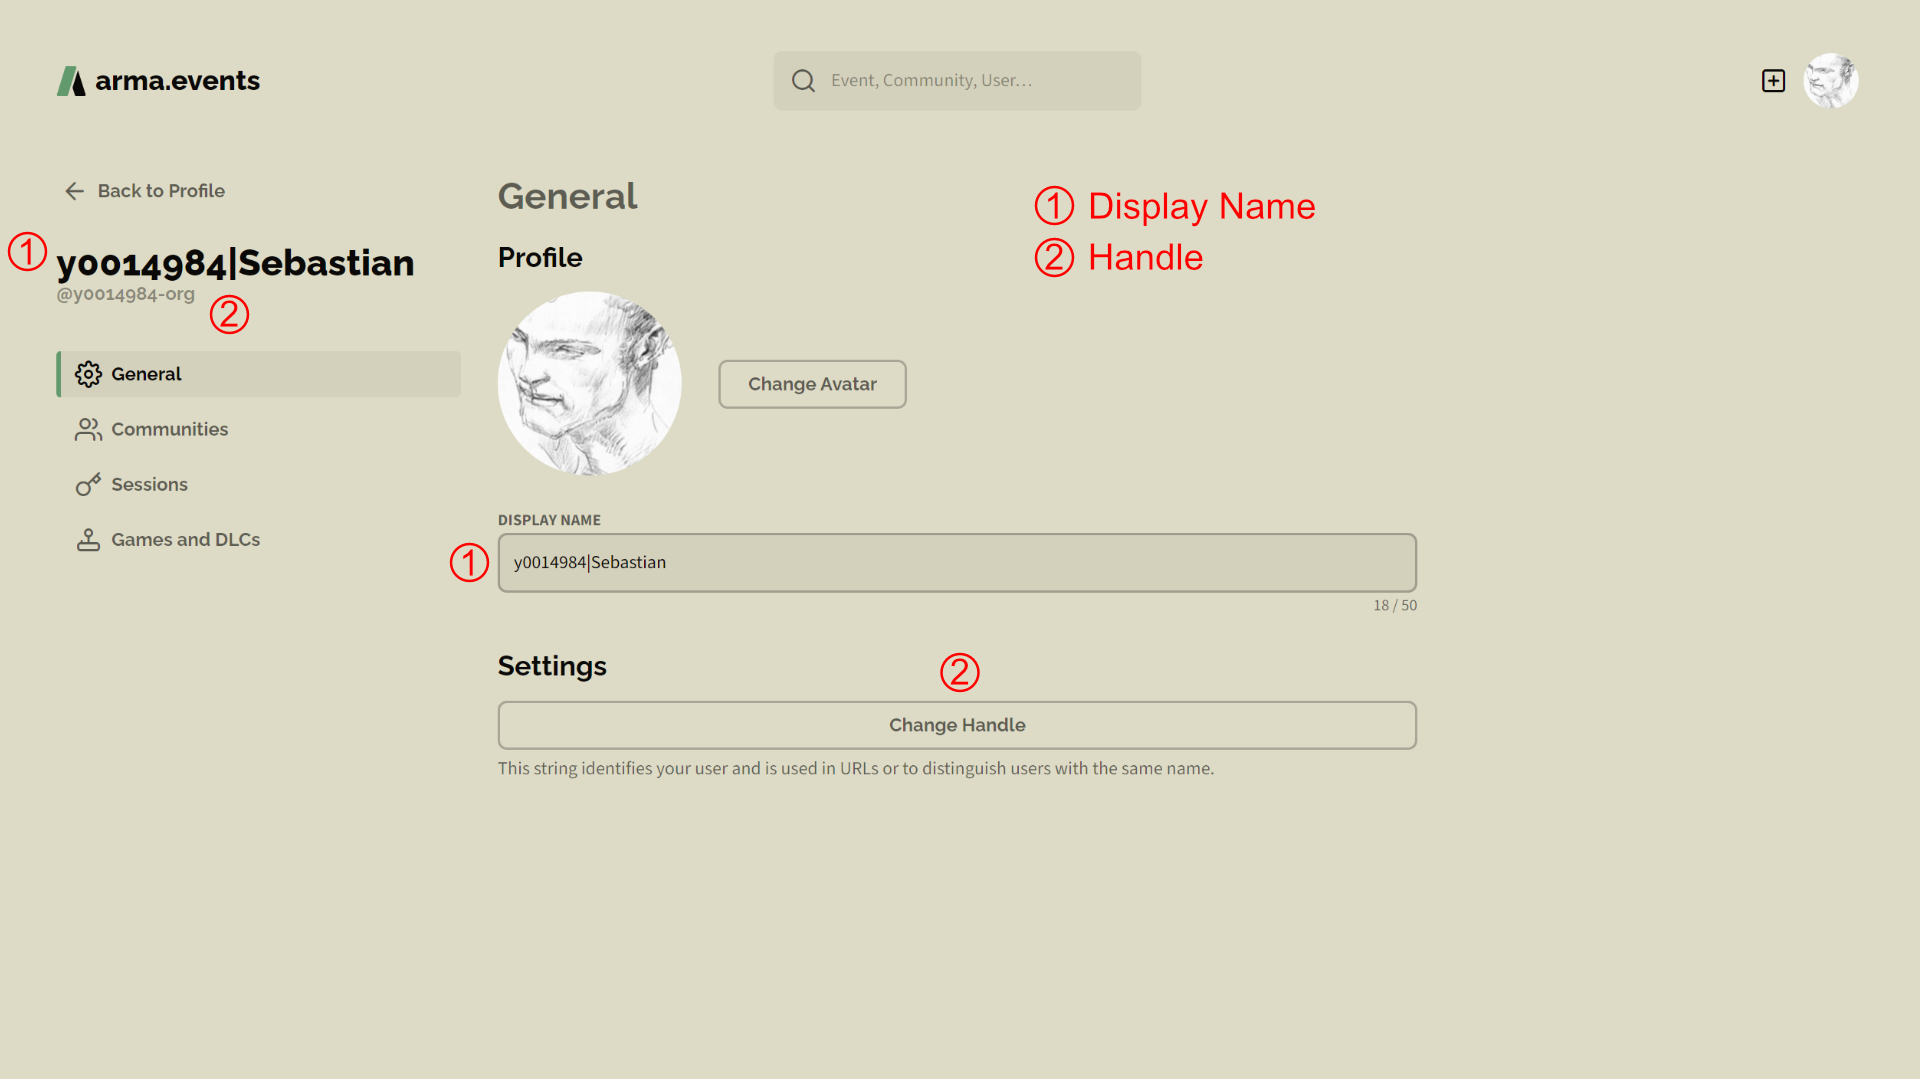 arma.events
Event, Community, User...
Back to Profile
① y0014984|Sebastian
@y0014984-org
②
General
Communities
Sessions
Games and DLCs
General
① Display Name
② Handle
Profile
Change Avatar
DISPLAY NAME
① y0014984|Sebastian
18 / 50
Settings
②
Change Handle
This string identifies your user and is used in URLs or to distinguish users with the same name.